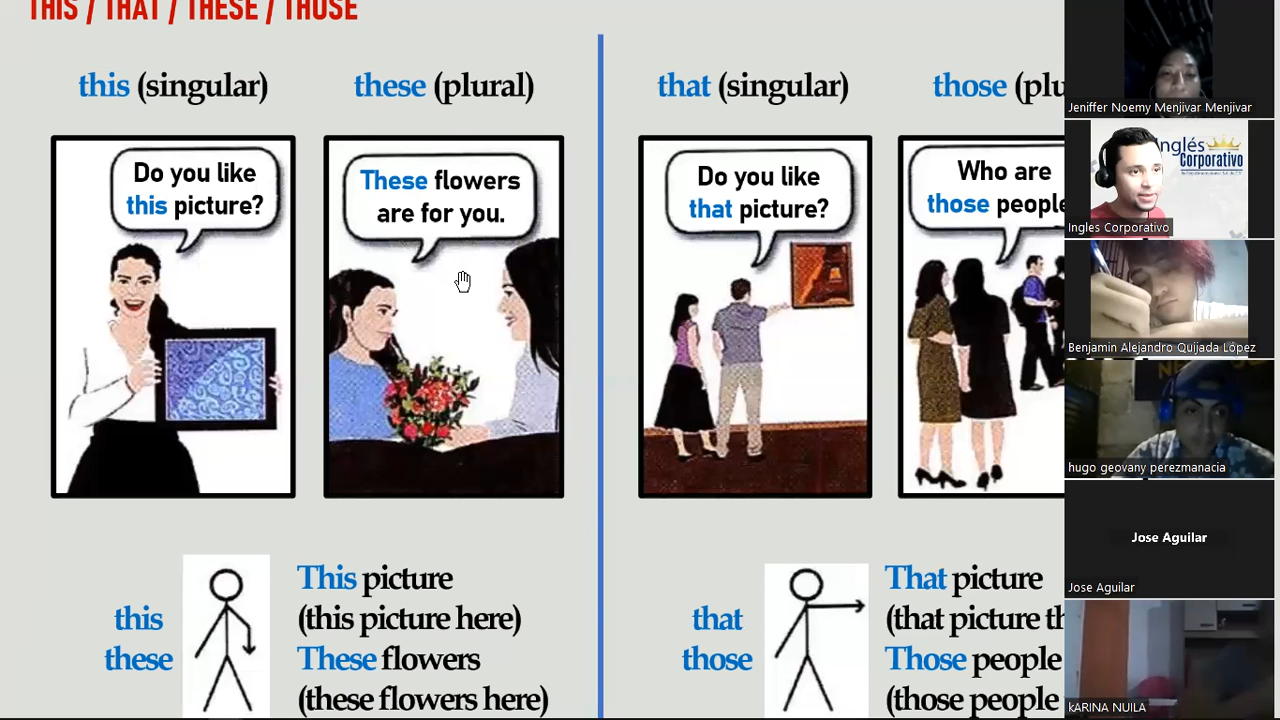 THIS / THAT / THESE / THOSE
this (singular)
these (plural)
that (singular)
those (plu
Do you like
this picture?
These flowers
are for you.
Do you like
that picture?
Who are
those people
this
these
This picture
(this picture here)
These flowers
(these flowers here)
that
those
That picture
(that picture th
Those people
(those people
Jeniffer Noemy Menjivar Menjivar
Inglés
Corporativo
Ingles Corporativo
Benjamin Alejandro Quijada López
hugo geovany perezmanacia
Jose Aguilar
Jose Aguilar
kARINA NUILA